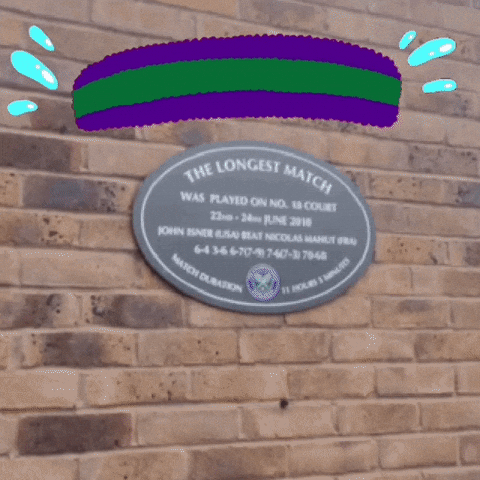 THE LONGEST MATCH
WAS PLAYED ON NO. 18 COURT
22ND - 24TH JUNE 2010
JOHN ISNER (USA) BEAT NICOLAS MAHUT (FRA)
6-4 3-6 6-7(7-9) 7-6(7-3) 70-68
MATCH DURATION 11 HOURS 5 MINUTES